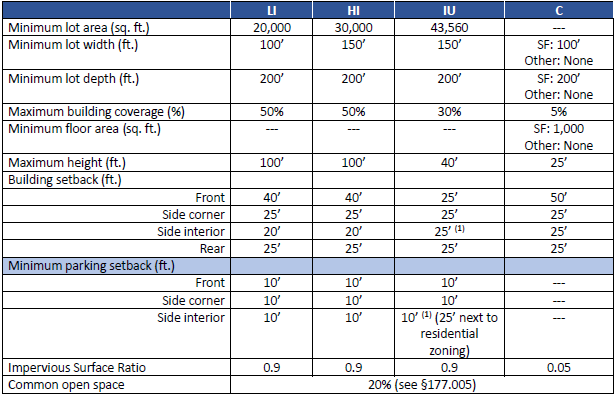 LI HI IU C
Minimum lot area (sq. ft.) 20,000 30,000 43,560 ---
Minimum lot width (ft.) 100’ 150’ 150’ SF: 100’
Other: None
Minimum lot depth (ft.) 200’ 200’ 200’ SF: 200’
Other: None
Maximum building coverage (%) 50% 50% 30% 5%
Minimum floor area (sq. ft.) --- --- --- SF: 1,000
Other: None
Maximum height (ft.) 100’ 100’ 40’ 25’
Building setback (ft.)
Front 40’ 40’ 25’ 50’
Side corner 25’ 25’ 25’ 25’
Side interior 20’ 20’ 25’ (1) 25’
Rear 25’ 25’ 25’ 25’
Minimum parking setback (ft.)
Front 10’ 10’ 10’ ---
Side corner 10’ 10’ 10’ ---
Side interior 10’ 10’ 10’ (1) (25’ next to ---
residential
zoning)
Impervious Surface Ratio 0.9 0.9 0.9 0.05
Common open space 20% (see §177.005)